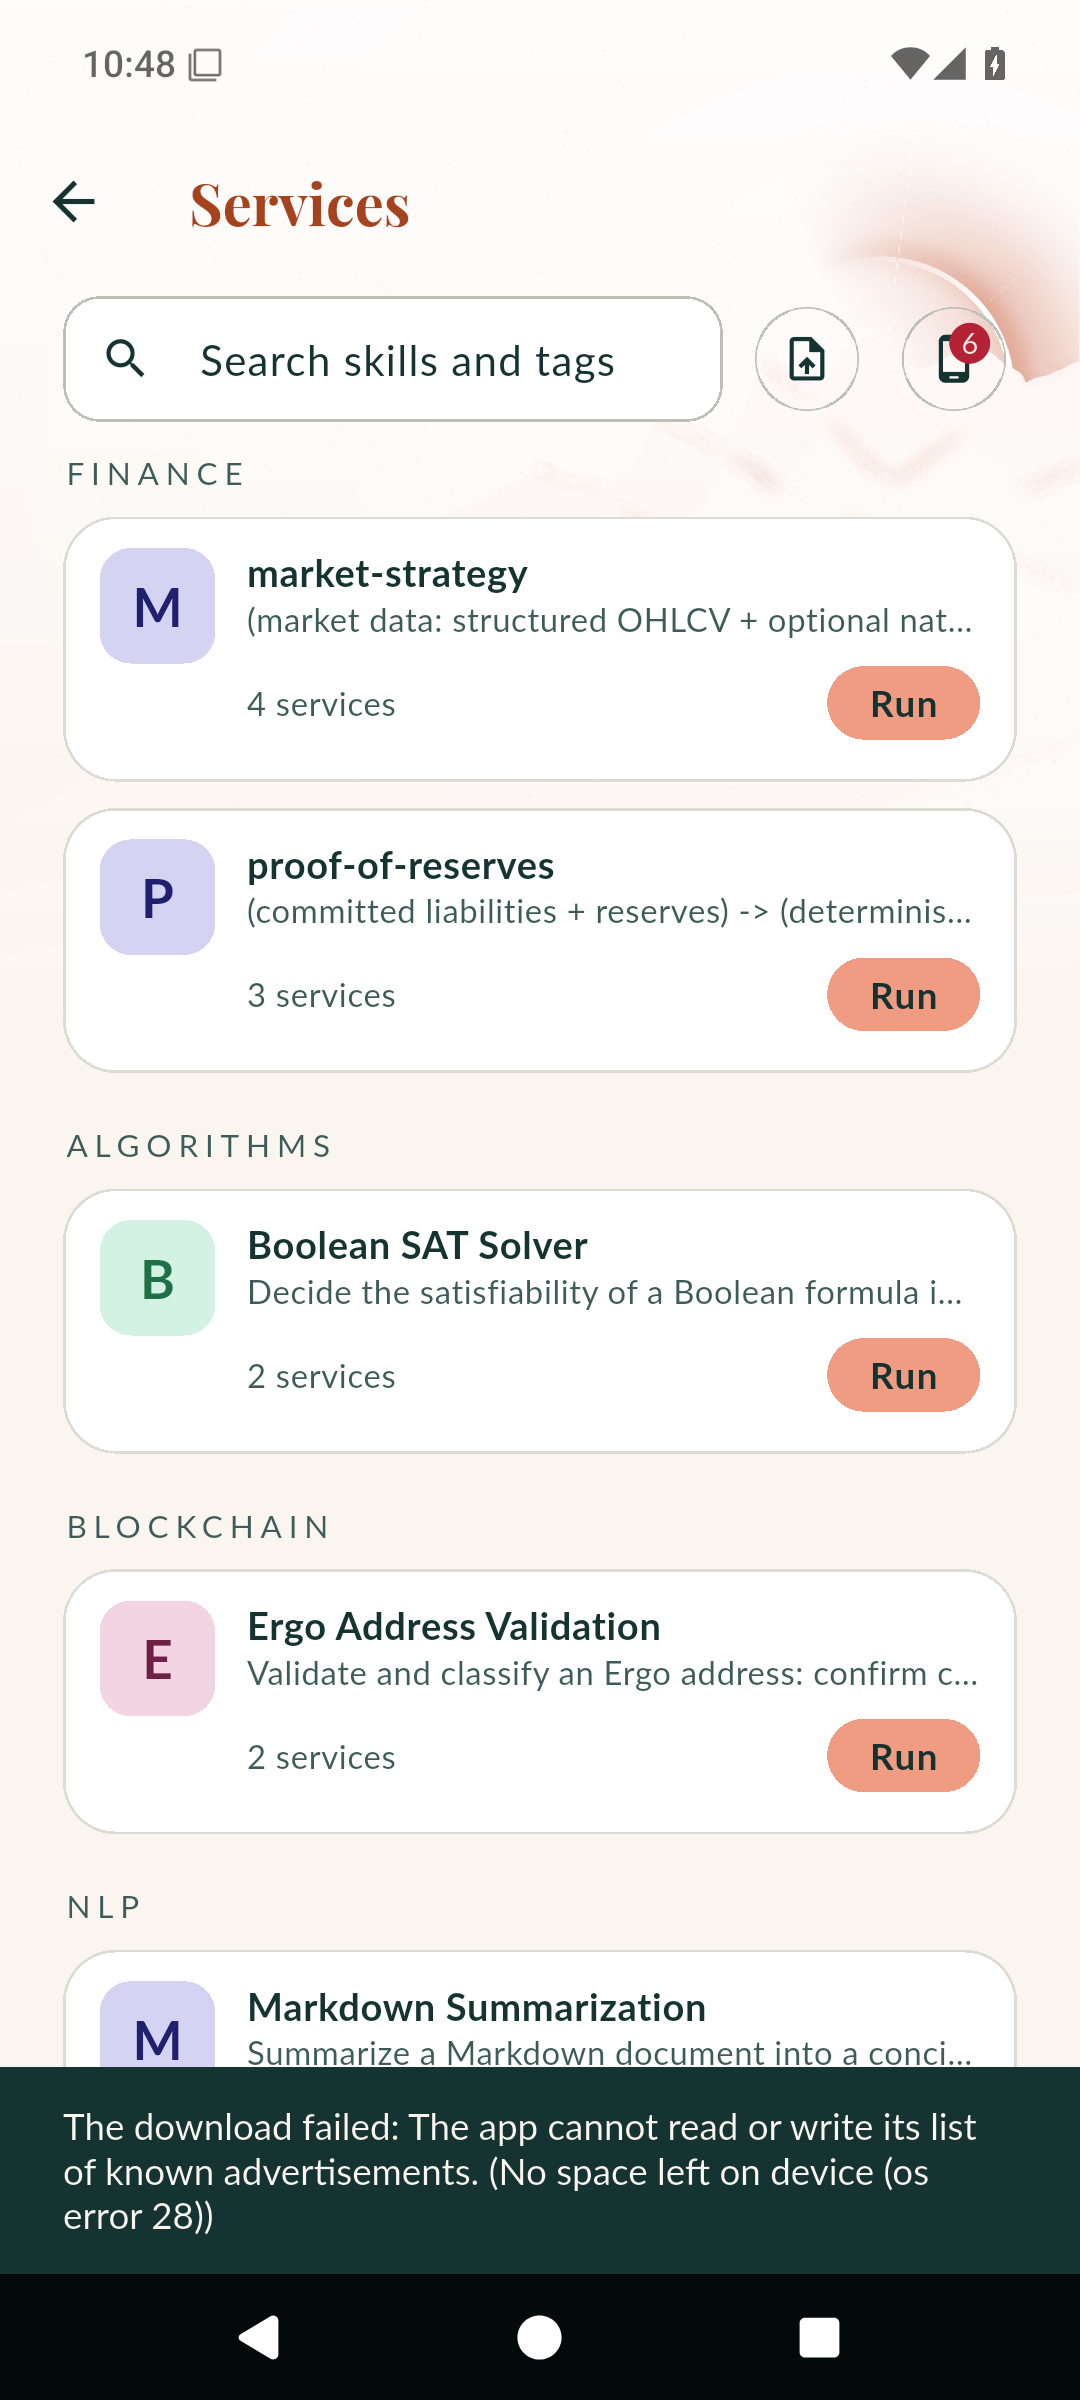 10:48
Services
Search skills and tags
6
FINANCE
M
market-strategy
(market data: structured OHLCV + optional nat...
4 services
Run
P
proof-of-reserves
(committed liabilities + reserves) -> (determinis...
3 services
Run
ALGORITHMS
B
Boolean SAT Solver
Decide the satisfiability of a Boolean formula i...
2 services
Run
BLOCKCHAIN
E
Ergo Address Validation
Validate and classify an Ergo address: confirm c...
2 services
Run
NLP
M
Markdown Summarization
Summarize a Markdown document into a conci...
The download failed: The app cannot read or write its list
of known advertisements. (No space left on device (os
error 28))